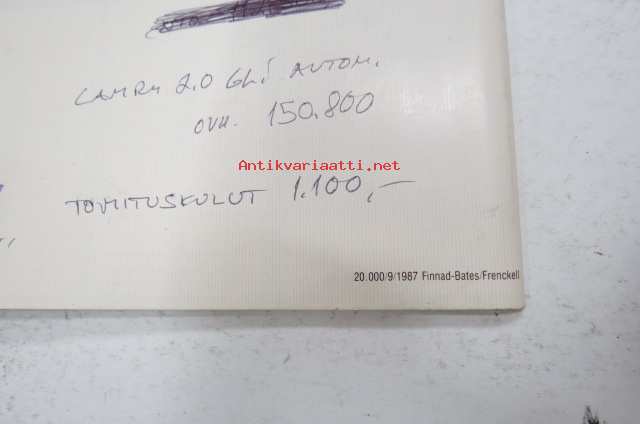 CAMRY 2.0 GLi AUTOM.
OVH. 150.800
Antikvariaatti.net
TOIMITUSKULUT 1.100,—
20.000/9/1987 Finnad-Bates/Frenckell